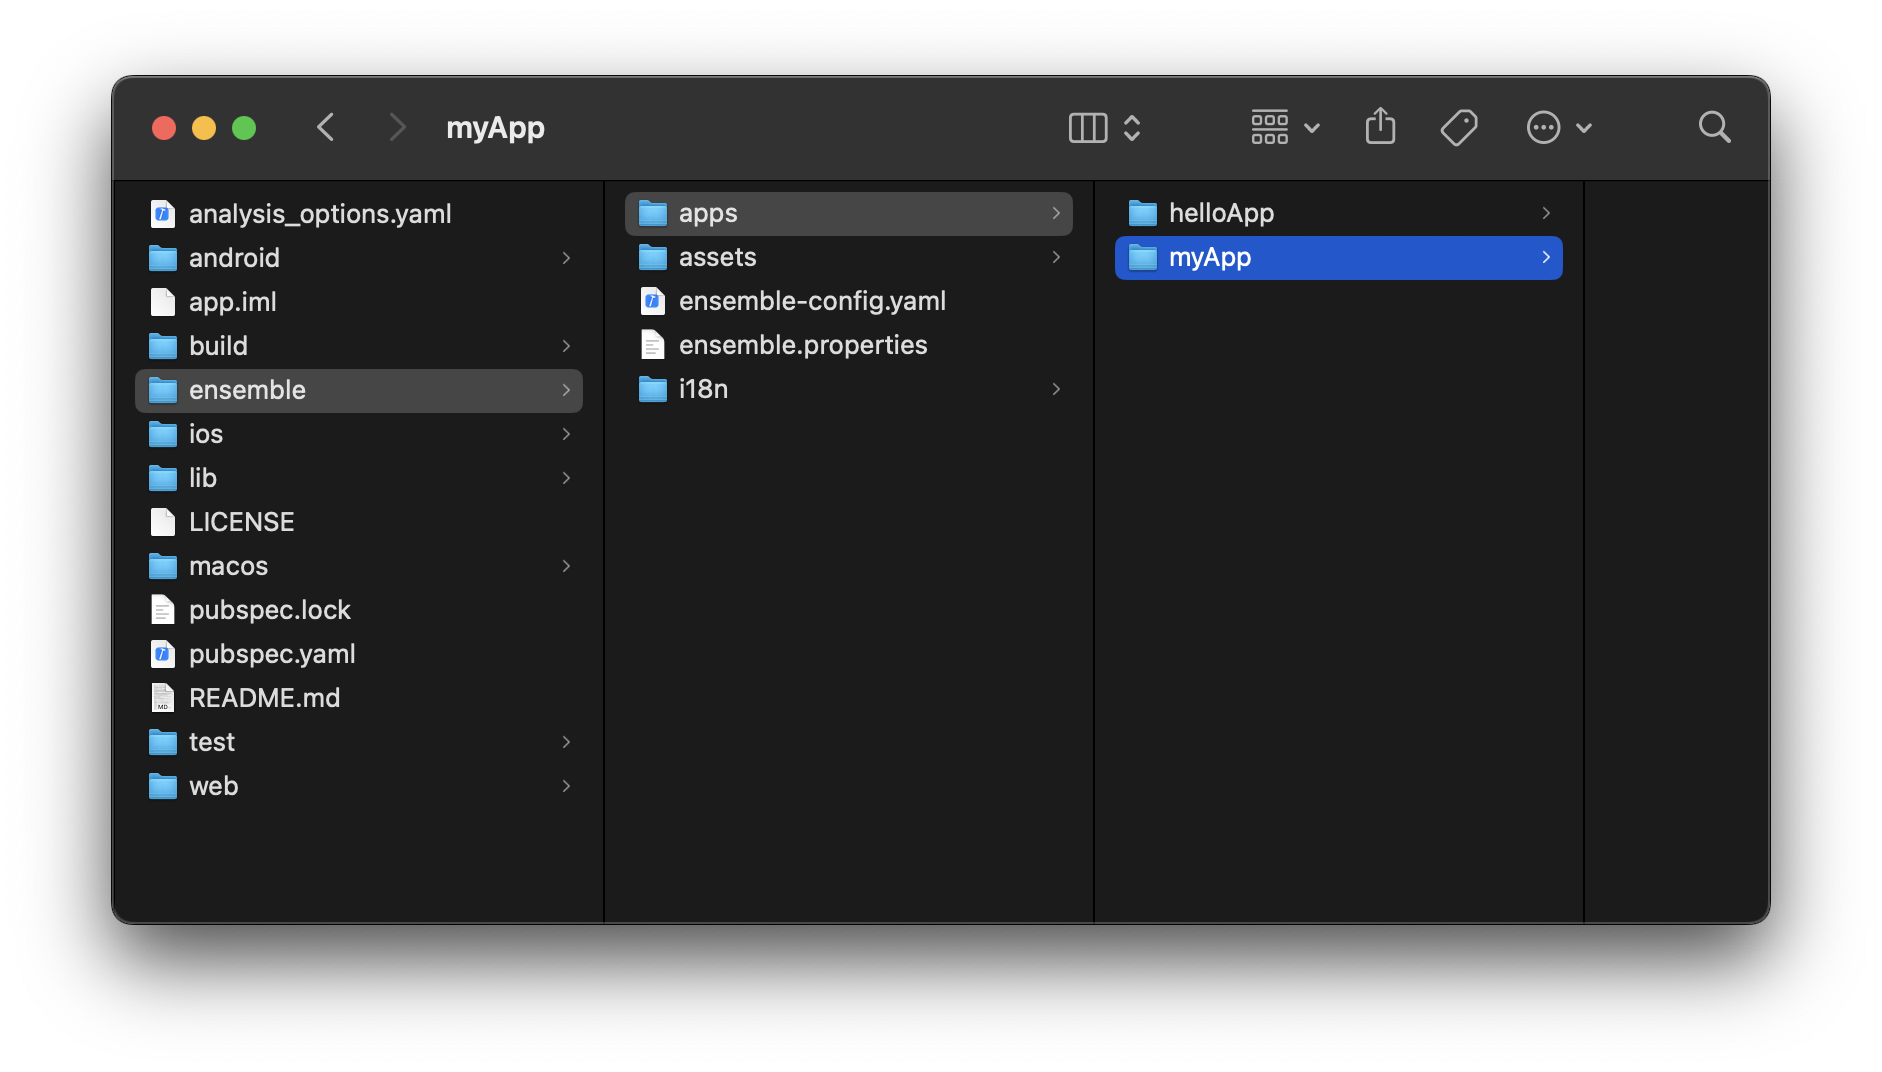 myApp
analysis_options.yaml
android
app.iml
build
ensemble
ios
lib
LICENSE
macos
pubspec.lock
pubspec.yaml
README.md
test
web
apps
assets
ensemble-config.yaml
ensemble.properties
i18n
helloApp
myApp
MD